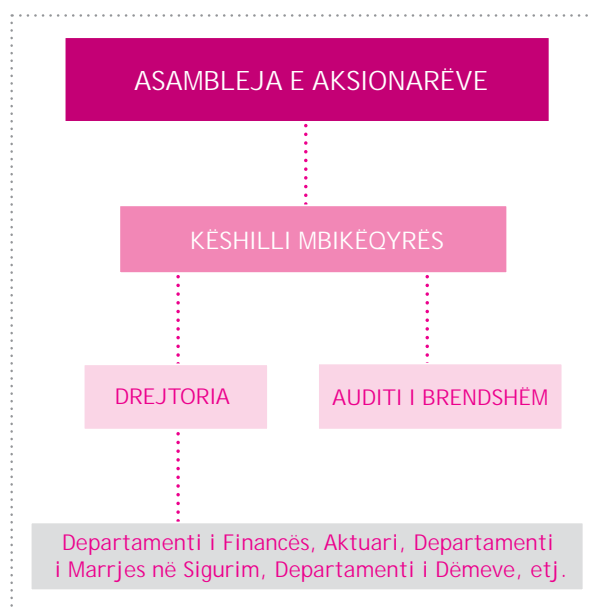 ASAMBLEJA E AKSIONARËVE
KËSHILLI MBIKËQYRËS
DREJTORIA
AUDITI I BRENDSHËM
Departamenti i Financës, Aktuari, Departamenti
i Marrjes në Sigurim, Departamenti i Dëmeve, etj.